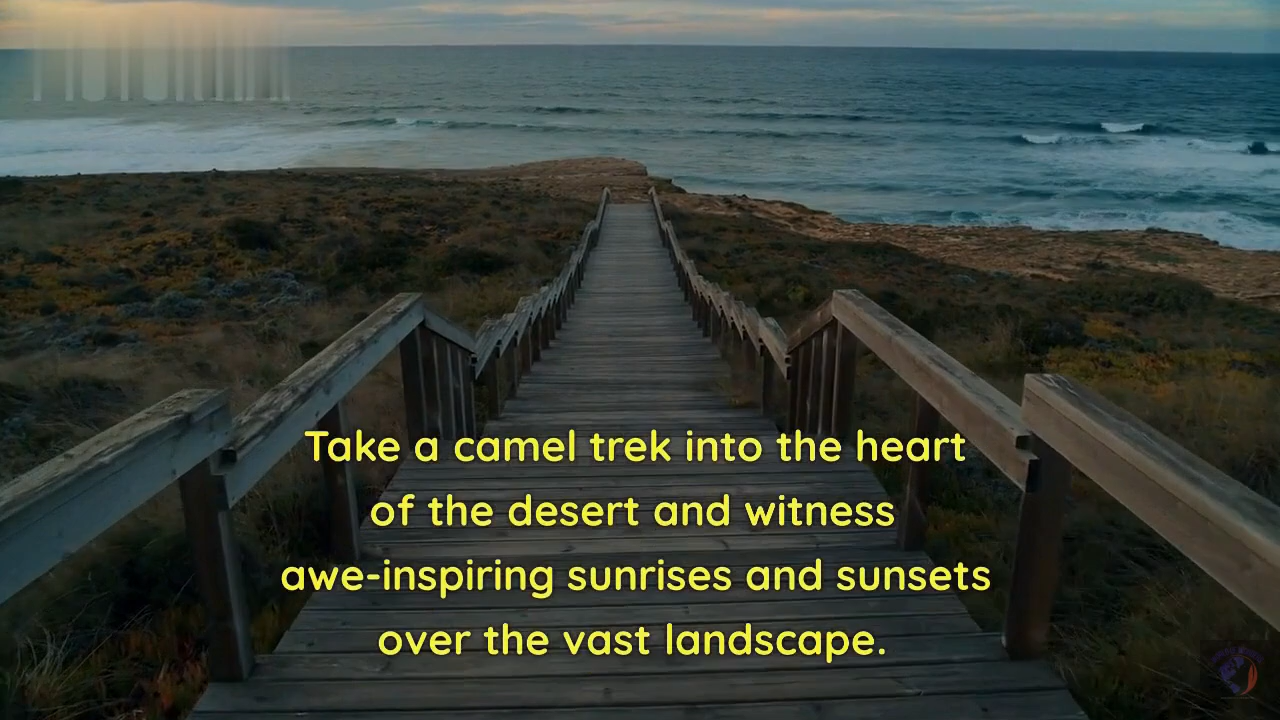 Take a camel trek into the heart
of the desert and witness
awe-inspiring sunrises and sunsets
over the vast landscape.